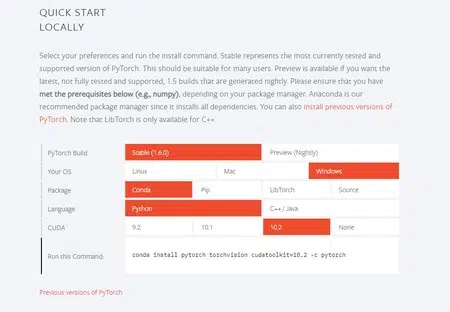 QUICK START
LOCALLY
Select your preferences and run the install command. Stable represents the most currently tested and
supported version of PyTorch. This should be suitable for many users. Preview is available if you want the
latest, not fully tested and supported, 1.5 builds that are generated nightly. Please ensure that you have
met the prerequisites below (e.g., numpy), depending on your package manager. Anaconda is our
recommended package manager since it installs all dependencies. You can also install previous versions of
PyTorch. Note that LibTorch is only available for C++.
PyTorch Build Stable (1.6.0) Preview (Nightly)
Your OS Linux Mac Windows
Package Conda Pip LibTorch Source
Language Python C++ / Java
CUDA 9.2 10.1 10.2 None
Run this Command: conda install pytorch torchvision cudatoolkit=10.2 -c pytorch
Previous versions of PyTorch